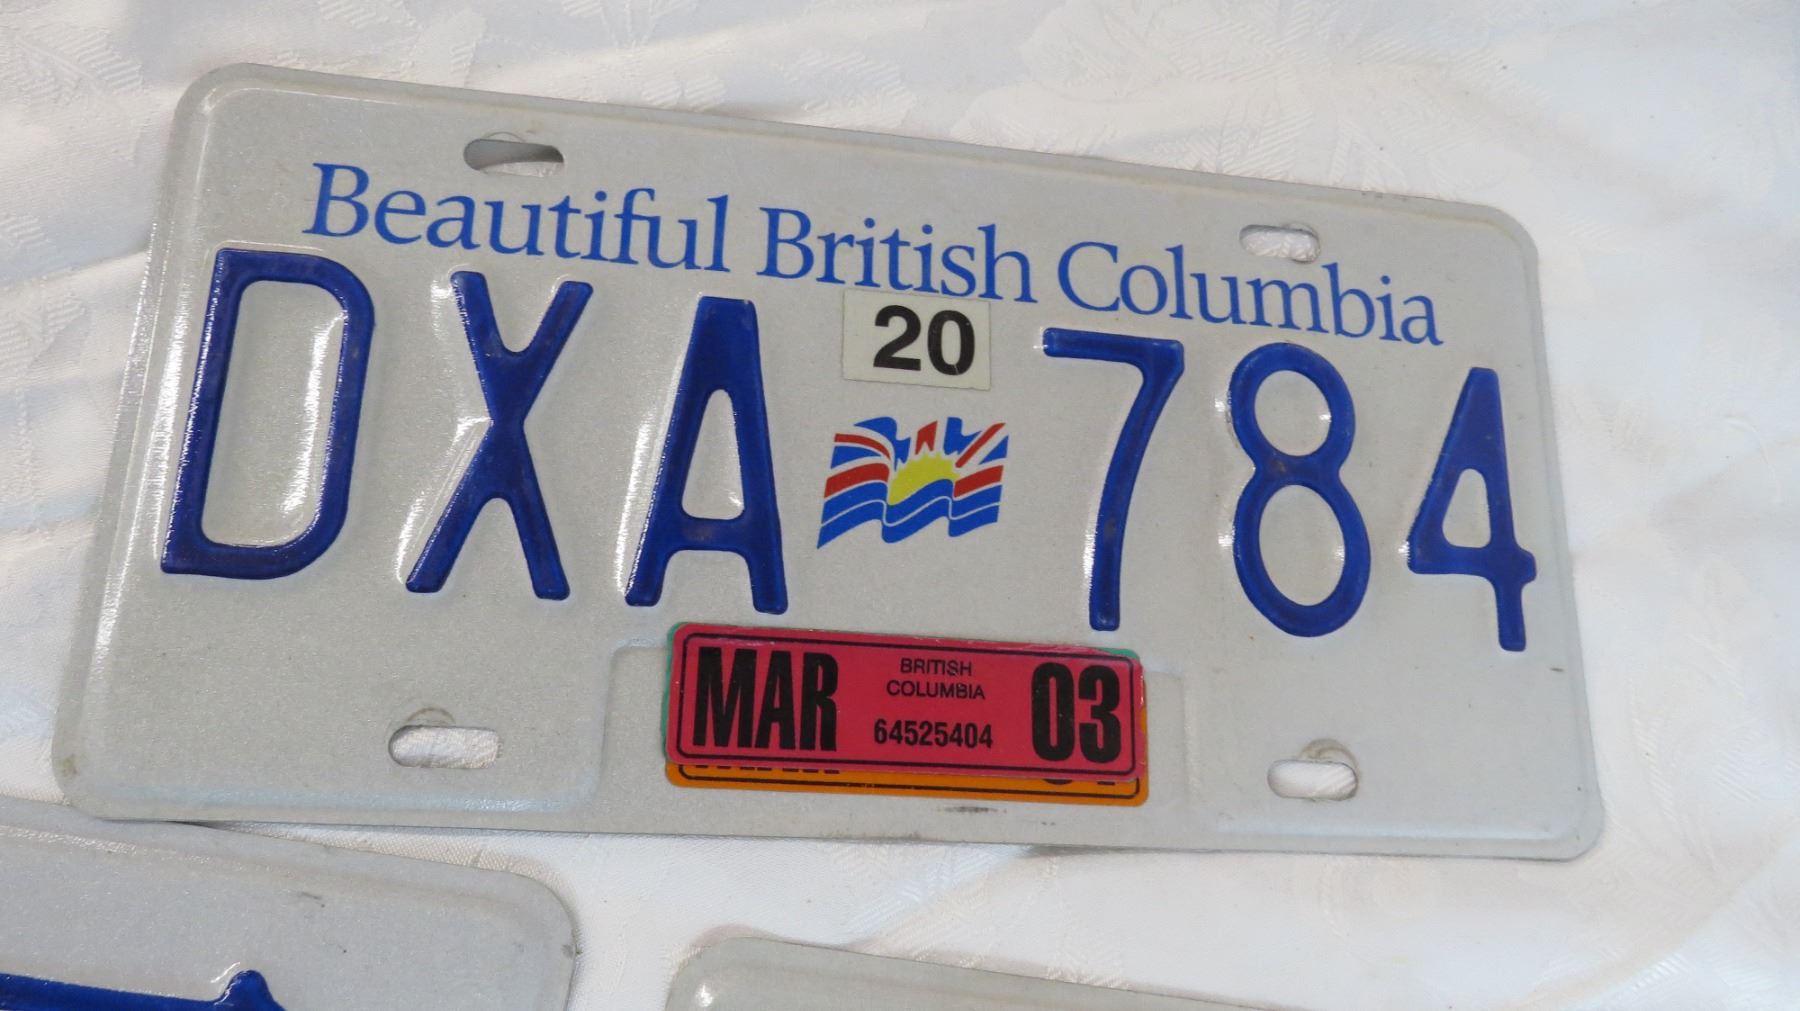 Beautiful British Columbia
20
DXA 784
MAR BRITISH COLUMBIA 03
64525404